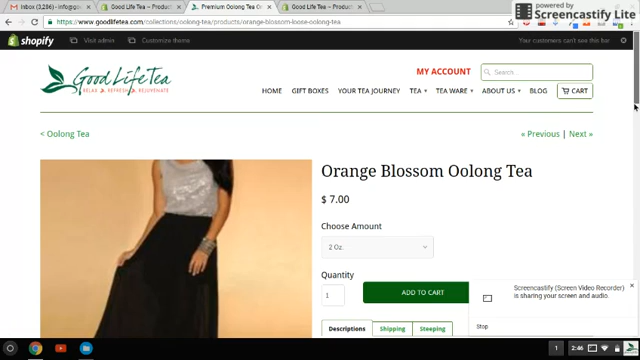 Inbox (3,286) - infogoo
Good Life Tea ~ Products
Premium Oolong Tea Or
Good Life Tea ~ Products
powered by
Screencastify Lite
https://www.goodlifetea.com/collections/oolong-tea/products/orange-blossom-loose-oolong-tea
shopify
Visit admin
Customize theme
Your customers can't see this bar
Good Life Tea
RELAX REFRESH REJUVENATE
MY ACCOUNT
Search...
HOME GIFT BOXES YOUR TEA JOURNEY TEA TEA WARE ABOUT US BLOG CART
< Oolong Tea
« Previous | Next »
Orange Blossom Oolong Tea
$ 7.00
Choose Amount
2 Oz.
Quantity
1
ADD TO CART
Screencastify (Screen Video Recorder)
is sharing your screen and audio.
Stop
Descriptions
Shipping
Steeping
1
2:46